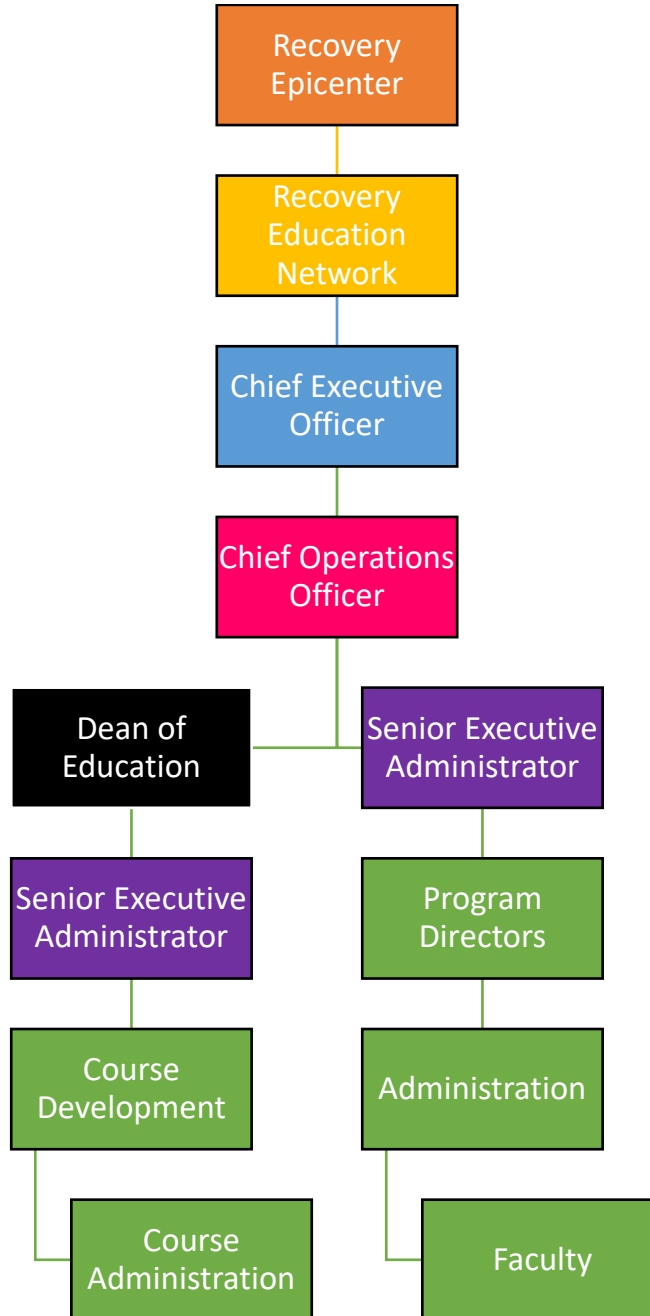 Recovery
Epicenter
Recovery
Education
Network
Chief Executive
Officer
Chief Operations
Officer
Dean of
Education
Senior Executive
Administrator
Senior Executive
Administrator
Program
Directors
Course
Development
Administration
Course
Administration
Faculty